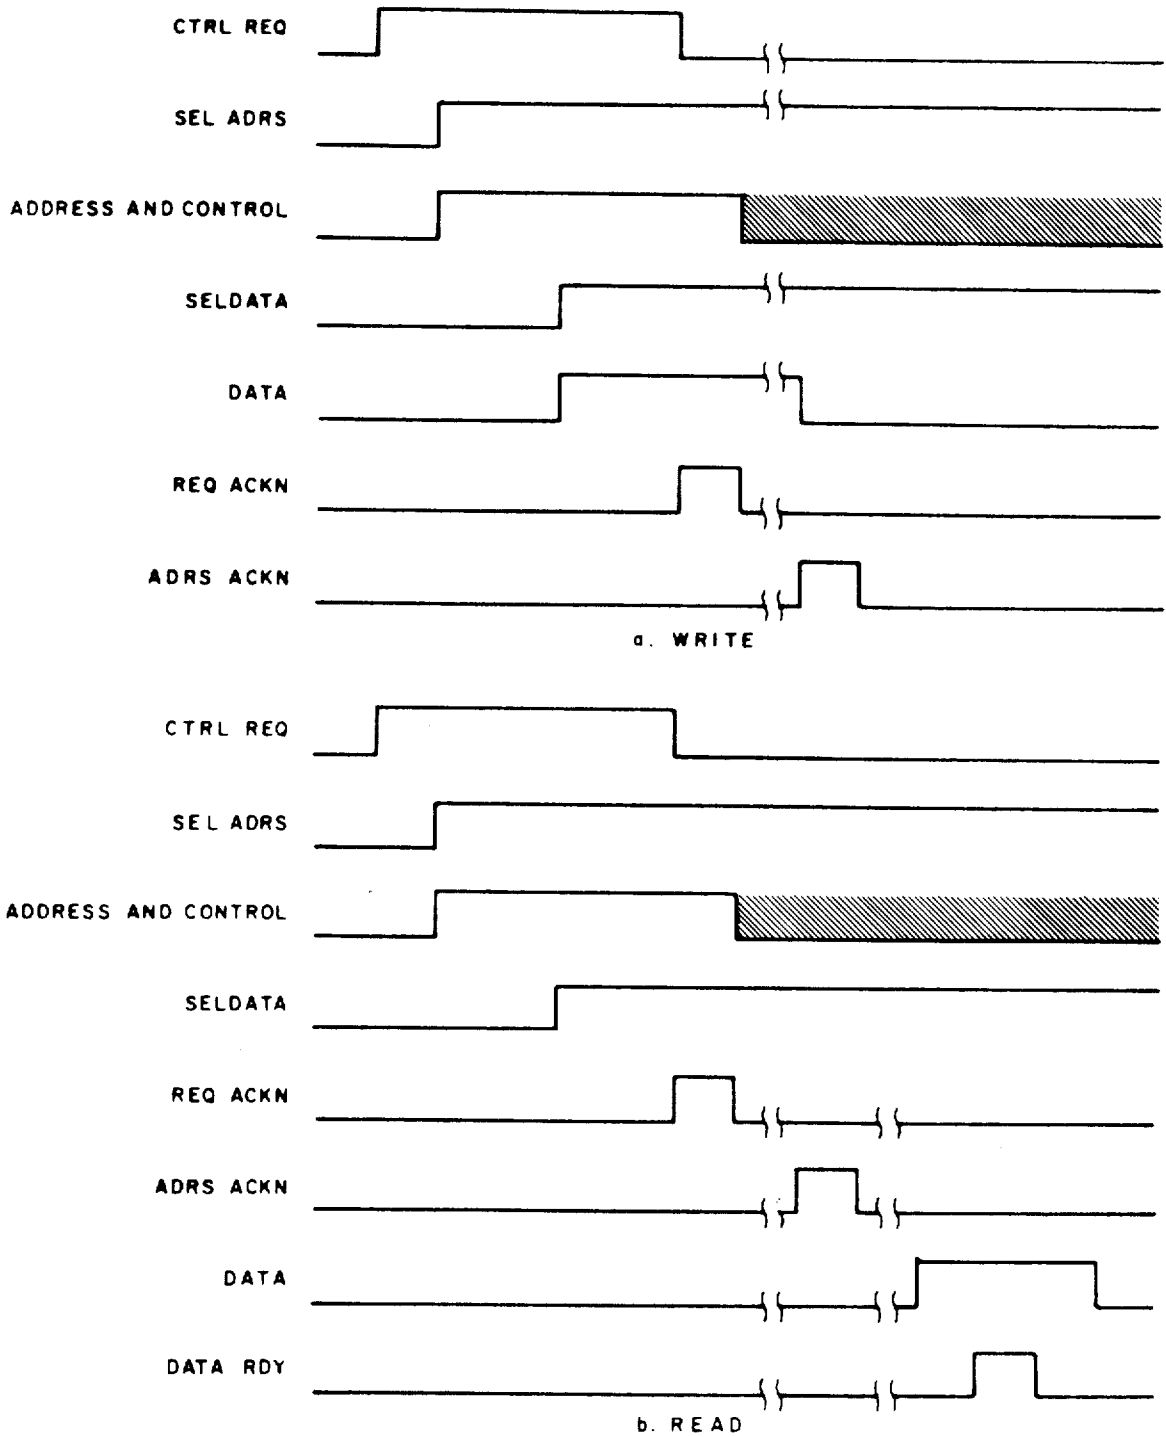 CTRL REQ
SEL ADRS
ADDRESS AND CONTROL
SELDATA
DATA
REQ ACKN
ADRS ACKN
a. WRITE
CTRL REQ
SEL ADRS
ADDRESS AND CONTROL
SELDATA
REQ ACKN
ADRS ACKN
DATA
DATA RDY
b. READ